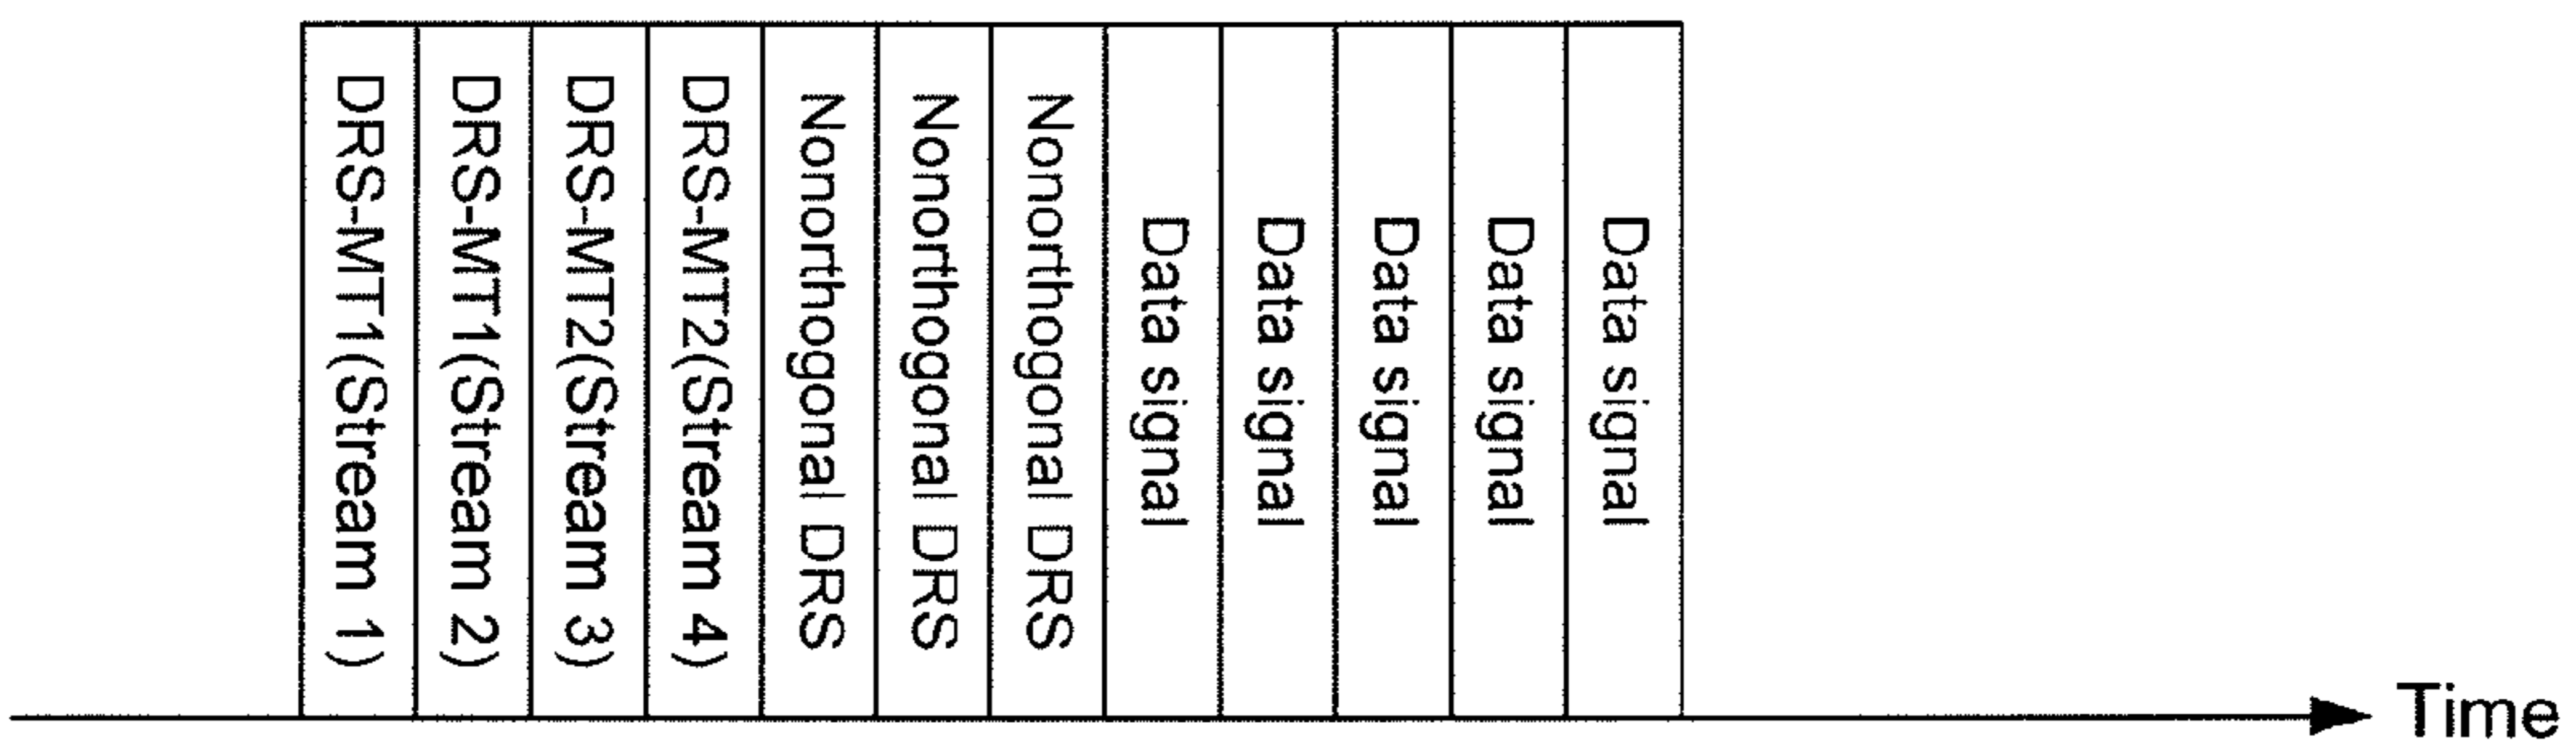 DRS-MT1(Stream 1)
DRS-MT1(Stream 2)
DRS-MT2(Stream 3)
DRS-MT2(Stream 4)
Nonorthogonal DRS
Nonorthogonal DRS
Nonorthogonal DRS
Data signal
Data signal
Data signal
Data signal
Data signal
Time